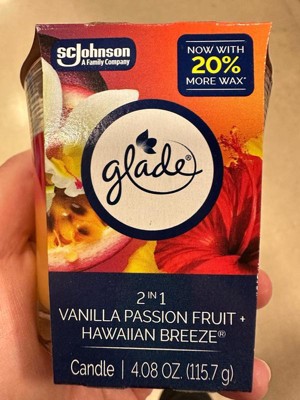 SC Johnson
A Family Company
NOW WITH
20%
MORE WAX*
glade®
2 IN 1
VANILLA PASSION FRUIT +
HAWAIIAN BREEZE®
Candle | 4.08 OZ. (115.7 g)